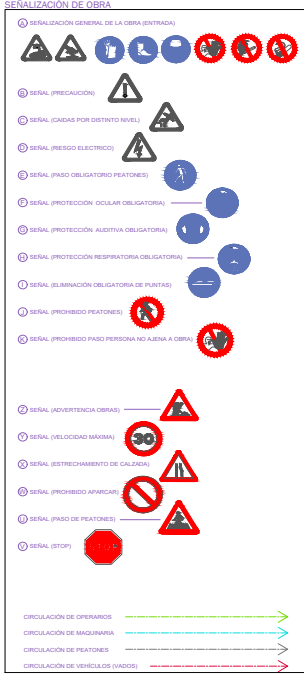 SEÑALIZACIÓN DE OBRA
A SEÑALIZACIÓN GENERAL DE LA OBRA (ENTRADA)
B SEÑAL (PRECAUCIÓN)
C SEÑAL (CAIDAS POR DISTINTO NIVEL)
D SEÑAL (RIESGO ELECTRICO)
E SEÑAL (PASO OBLIGATORIO PEATONES)
F SEÑAL (PROTECCIÓN OCULAR OBLIGATORIA)
G SEÑAL (PROTECCIÓN AUDITIVA OBLIGATORIA)
H SEÑAL (PROTECCIÓN RESPIRATORIA OBLIGATORIA)
I SEÑAL (ELIMINACIÓN OBLIGATORIA DE PUNTAS)
J SEÑAL (PROHIBIDO PEATONES)
K SEÑAL (PROHIBIDO PASO PERSONA NO AJENA A OBRA)
Z SEÑAL (ADVERTENCIA OBRAS)
Y SEÑAL (VELOCIDAD MÁXIMA) 30
X SEÑAL (ESTRECHAMIENTO DE CALZADA)
W SEÑAL (PROHIBIDO APARCAR)
U SEÑAL (PASO DE PEATONES)
V SEÑAL (STOP) STOP
CIRCULACIÓN DE OPERARIOS
CIRCULACIÓN DE MAQUINARIA
CIRCULACIÓN DE PEATONES
CIRCULACIÓN DE VEHÍCULOS (VADOS)